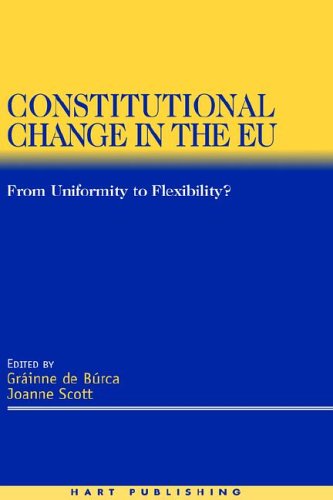 CONSTITUTIONAL
CHANGE IN THE EU
From Uniformity to Flexibility?
EDITED BY
Gráinne de Búrca
Joanne Scott
HART PUBLISHING